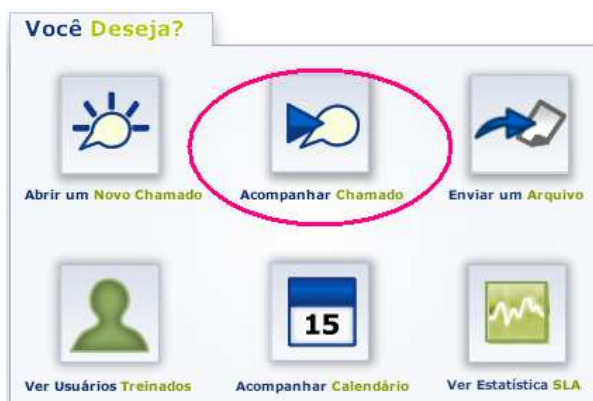 Você Deseja?
Abrir um Novo Chamado
Acompanhar Chamado
Enviar um Arquivo
15
Ver Usuários Treinados
Acompanhar Calendário
Ver Estatística SLA